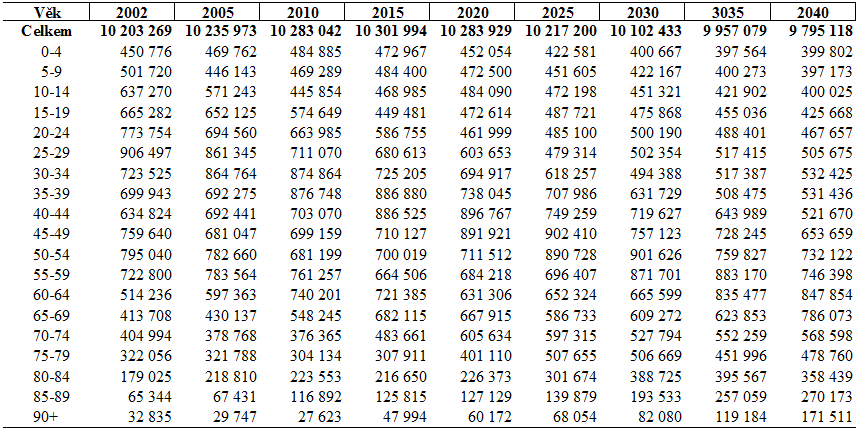 Věk 2002 2005 2010 2015 2020 2025 2030 3035 2040
Celkem 10 203 269 10 235 973 10 283 042 10 301 994 10 283 929 10 217 200 10 102 433 9 957 079 9 795 118
0-4 450 776 469 762 484 885 472 967 452 054 422 581 400 667 397 564 399 802
5-9 501 720 446 143 469 289 484 400 472 500 451 605 422 167 400 273 397 173
10-14 637 270 571 243 445 854 468 985 484 090 472 198 451 321 421 902 400 025
15-19 665 282 652 125 574 649 449 481 472 614 487 721 475 868 455 036 425 668
20-24 773 754 694 560 663 985 586 755 461 999 485 100 500 190 488 401 467 657
25-29 906 497 861 345 711 070 680 613 603 653 479 314 502 354 517 415 505 675
30-34 723 525 864 764 874 864 725 205 694 917 618 257 494 388 517 387 532 425
35-39 699 943 692 275 876 748 886 880 738 045 707 986 631 729 508 475 531 436
40-44 634 824 692 441 703 070 886 525 896 767 749 259 719 627 643 989 521 670
45-49 759 640 681 047 699 159 710 127 891 921 902 410 757 123 728 245 653 659
50-54 795 040 782 660 681 199 700 019 711 512 890 728 901 626 759 827 732 122
55-59 722 800 783 564 761 257 664 506 684 218 696 407 871 701 883 170 746 398
60-64 514 236 597 363 740 201 721 385 631 306 652 324 665 599 835 477 847 854
65-69 413 708 430 137 548 245 682 115 667 915 586 733 609 272 623 853 786 073
70-74 404 994 378 768 376 365 483 661 605 634 597 315 527 794 552 259 568 598
75-79 322 056 321 788 304 134 307 911 401 110 507 655 506 669 451 996 478 760
80-84 179 025 218 810 223 553 216 650 226 373 301 674 388 725 395 567 358 439
85-89 65 344 67 431 116 892 125 815 127 129 139 879 193 533 257 059 270 173
90+ 32 835 29 747 27 623 47 994 60 172 68 054 82 080 119 184 171 511